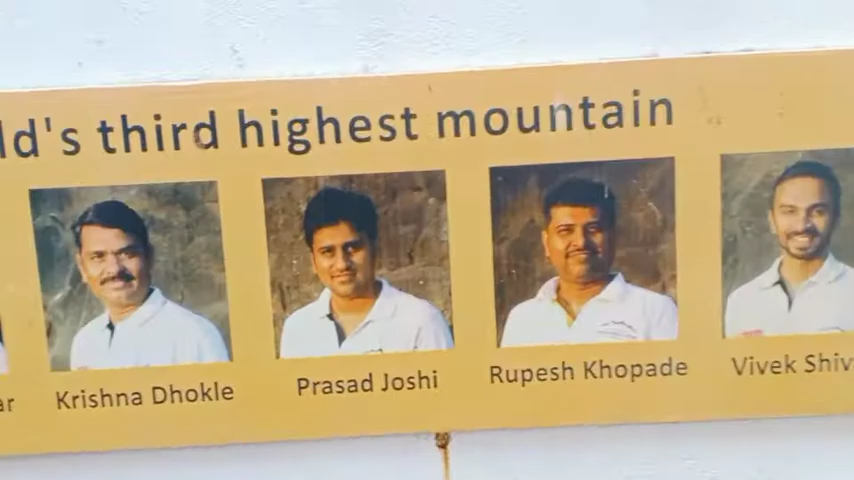 ld's third highest mountain
ar
Krishna Dhokle
Prasad Joshi
Rupesh Khopade
Vivek Shiv